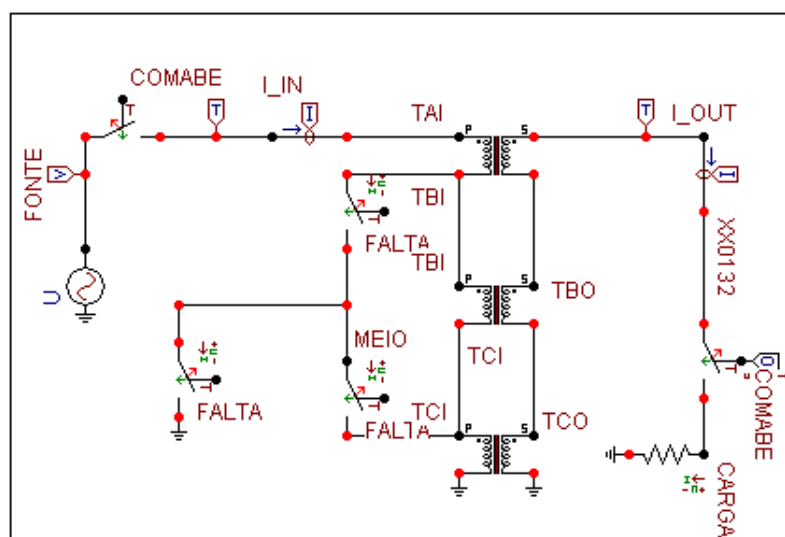 COMABE
I_IN
T
I
TAI
P
S
T
I_OUT
T
V
FONTE
I
TBI
T
FALTA
XX0132
U
TBI
P
S
TBO
MEIO
TCI
T
T
T
O
FALTA
TCI
FALTA
P
S
TCO
COMABE
CARGA